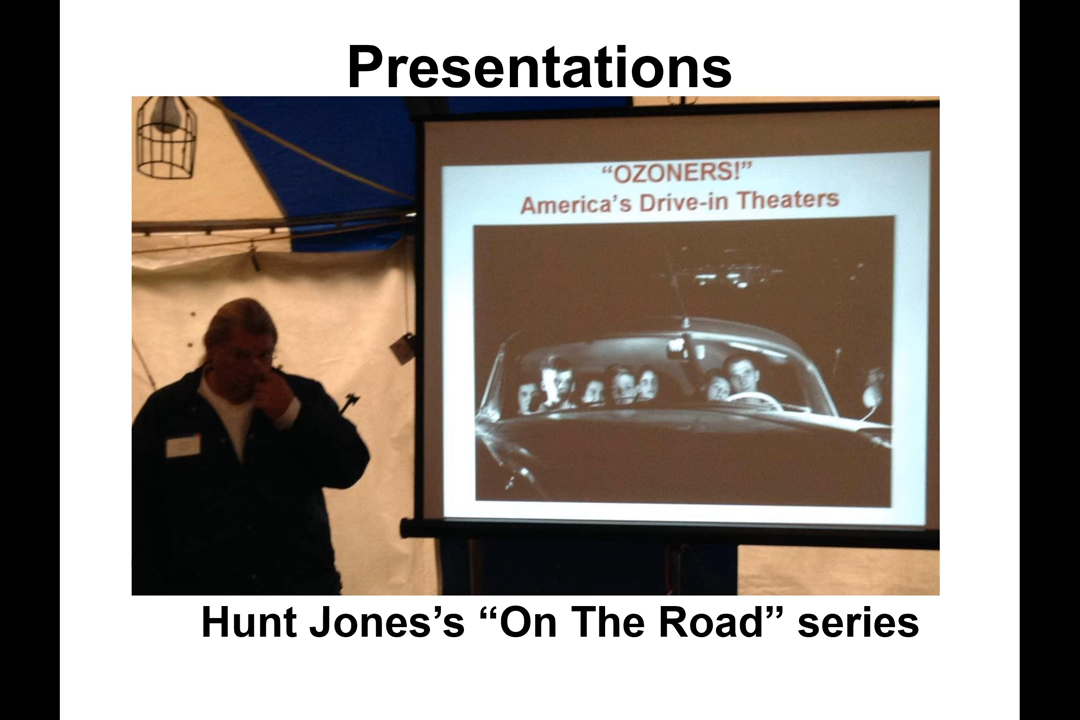 Presentations
“OZONERS!”
America’s Drive-in Theaters
Hunt Jones’s “On The Road” series